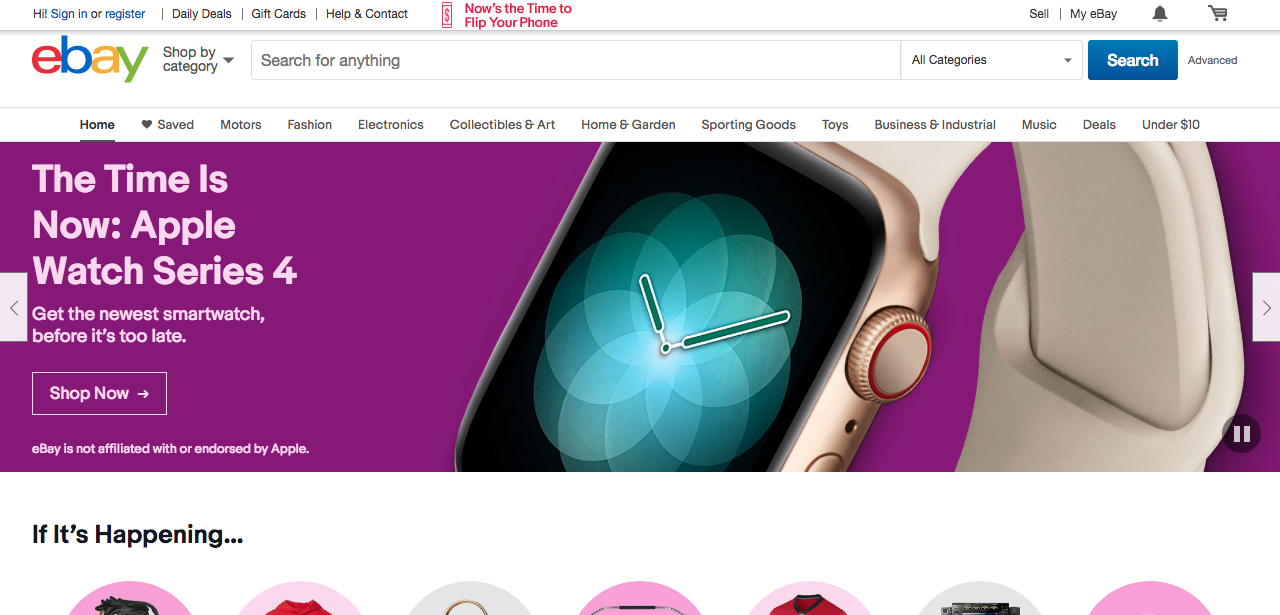 Hi! Sign in or register | Daily Deals | Gift Cards | Help & Contact
Now's the Time to
Flip Your Phone
Sell | My eBay
ebay
Shop by
category
Search for anything
All Categories
Search
Advanced
Home Saved Motors Fashion Electronics Collectibles & Art Home & Garden Sporting Goods Toys Business & Industrial Music Deals Under $10
The Time Is
Now: Apple
Watch Series 4
Get the newest smartwatch,
before it's too late.
Shop Now →
eBay is not affiliated with or endorsed by Apple.
If It's Happening...